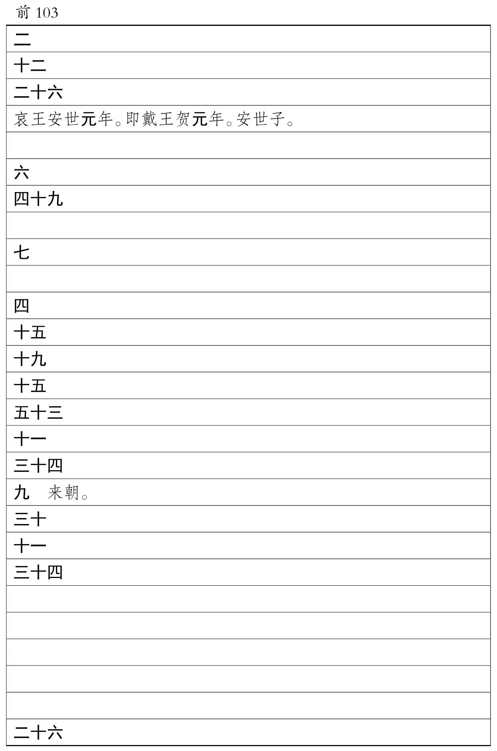 前 103
二
十二
二十六
哀王安世元年。即戴王贺元年。安世子。
六
四十九
七
四
十五
十九
十五
五十三
十一
三十四
九　来朝。
三十
十一
三十四
二十六